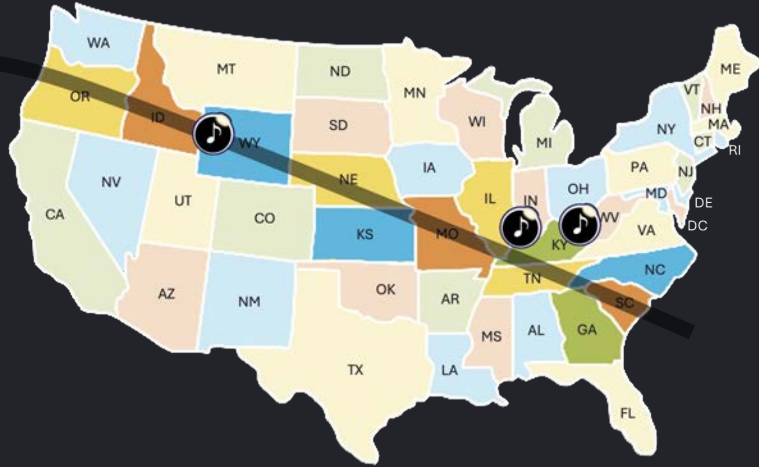 WA
MT
ND
MN
ME
VT
NH
OR
ID
WY
SD
WI
MI
NY
MA
CT
RI
NV
NE
IA
PA
NJ
UT
IL
IN
OH
MD
DE
CA
CO
KS
MO
KY
WV
VA
DC
AZ
NM
OK
AR
TN
NC
SC
TX
MS
AL
GA
LA
FL